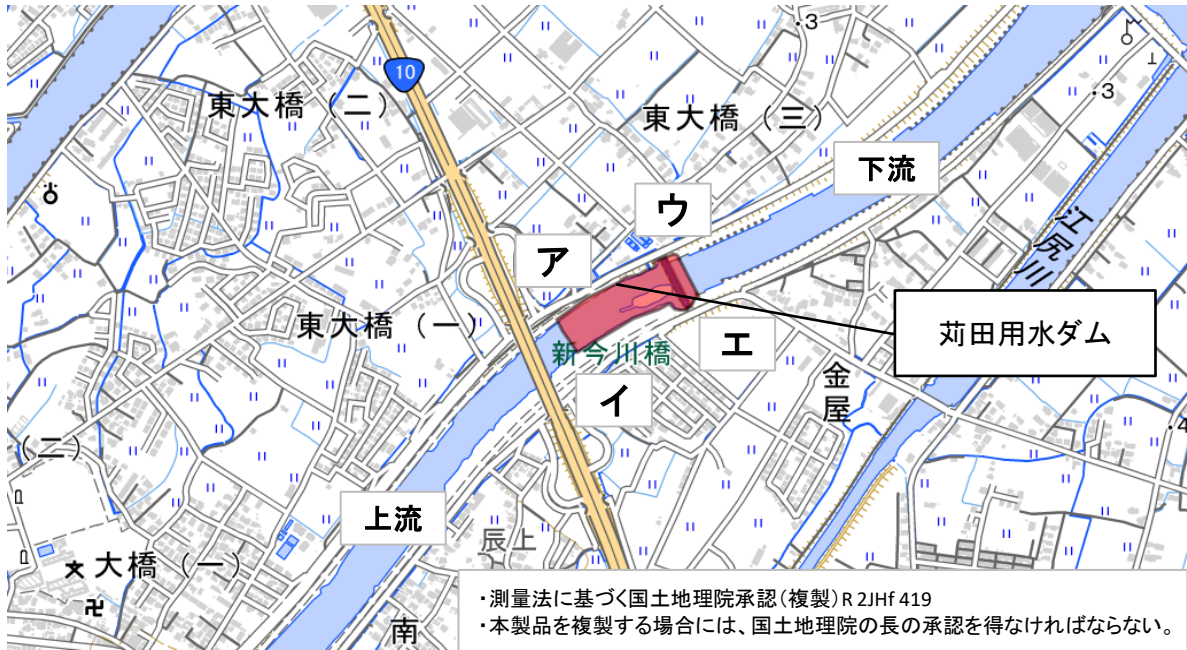 10
3
東大橋（二）
東大橋（三）
3
下流
ウ
江尻川
ア
苅田用水ダム
東大橋（一）
エ
新今川橋
イ
金屋
4
（二）
上流
辰上
大橋（一）
南
・測量法に基づく国土地理院承認（複製）R 2JHf 419
・本製品を複製する場合には、国土地理院の長の承認を得なければならない。